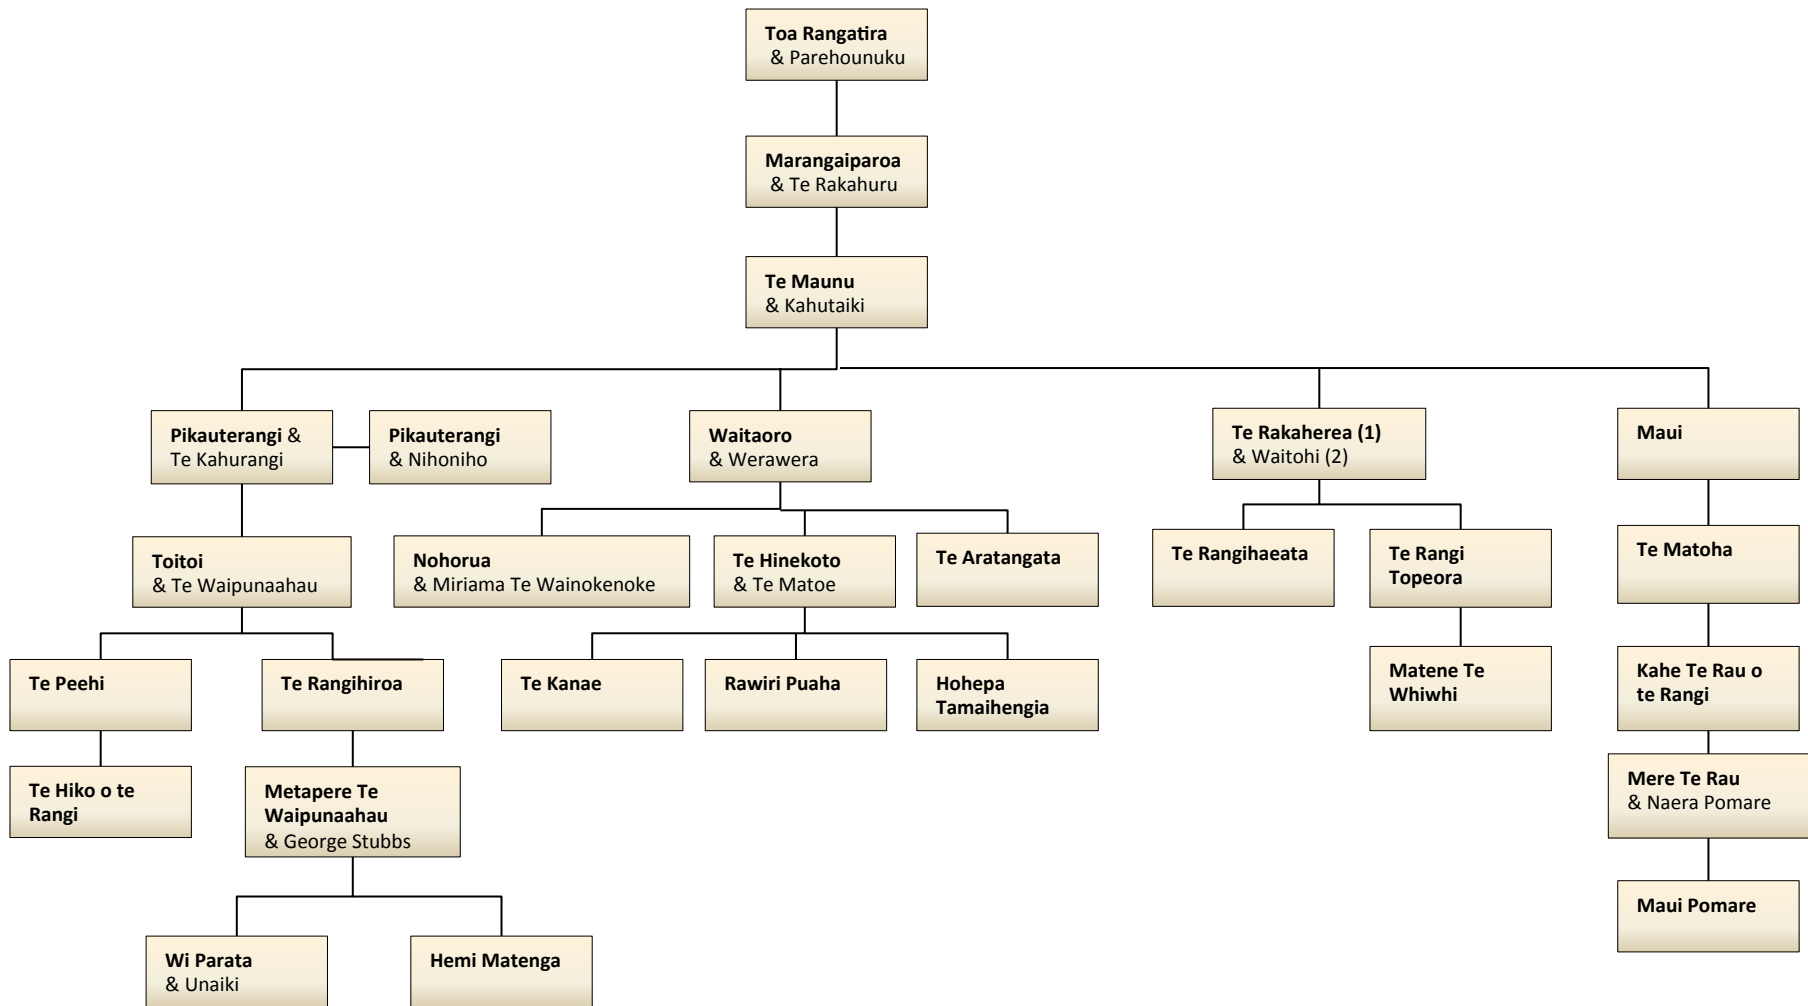 Toa Rangatira
& Parehounuku
Marangaiparoa
& Te Rakahuru
Te Maunu
& Kahutaiki
Pikauterangi &
Te Kahurangi
Pikauterangi
& Nihoniho
Waitaoro
& Werawera
Te Rakaherea (1)
& Waitohi (2)
Maui
Toitoi
& Te Waipunaahau
Nohorua
& Miriama Te Wainokenoke
Te Hinekoto
& Te Matoe
Te Aratangata
Te Rangihaeata
Te Rangi
Topeora
Te Matoha
Te Peehi
Te Rangihiroa
Te Kanae
Rawiri Puaha
Hohepa
Tamaihengia
Matene Te
Whiwhi
Kahe Te Rau o
te Rangi
Te Hiko o te
Rangi
Metapere Te
Waipunaahau
& George Stubbs
Mere Te Rau
& Naera Pomare
Maui Pomare
Wi Parata
& Unaiki
Hemi Matenga